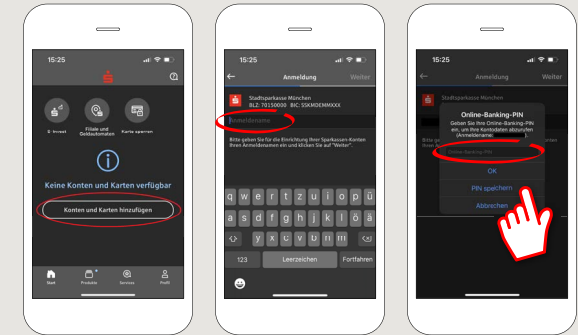 15:25
S-Invest
Filiale und
Geldautomaten
Karte sperren
Keine Konten und Karten verfügbar
Konten und Karten hinzufügen
Start
Produkte
Services
Profil
15:25
Anmeldung
Weiter
Stadtsparkasse München
BLZ: 70150000 BIC: SSKMDEMMXXX
Anmeldename
Bitte geben Sie für die Einrichtung Ihrer Sparkassen-Konten
Ihren Anmeldenamen ein und klicken Sie auf "Weiter".
q w e r t z u i o p ü
a s d f g h j k l ö ä
y x c v b n m
123
Leerzeichen
Fortfahren
15:25
Anmeldung
Weiter
Stadtsparkasse München
Online-Banking-PIN
Geben Sie Ihre Online-Banking-PIN
ein, um Ihre Kontodaten abzurufen
(Anmeldename:
Online-Banking-PIN
OK
PIN speichern
Abbrechen